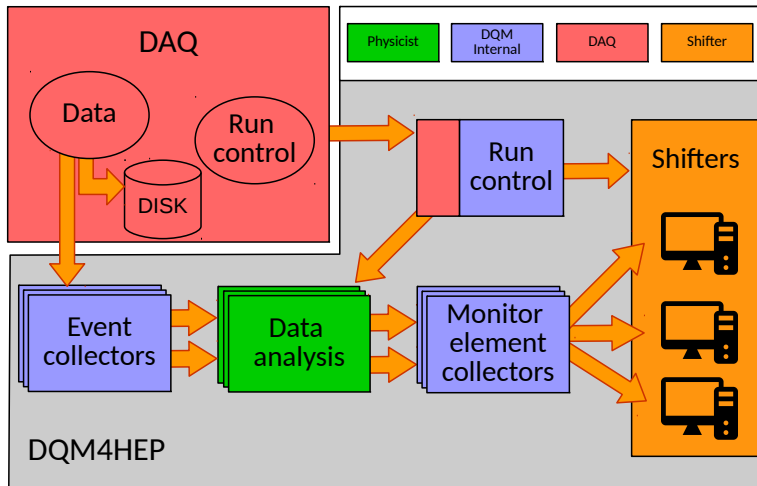 DAQ
Physicist
DQM
Internal
DAQ
Shifter
Data
Run
control
DISK
Run
control
Shifters
Event
collectors
Data
analysis
Monitor
element
collectors
DQM4HEP